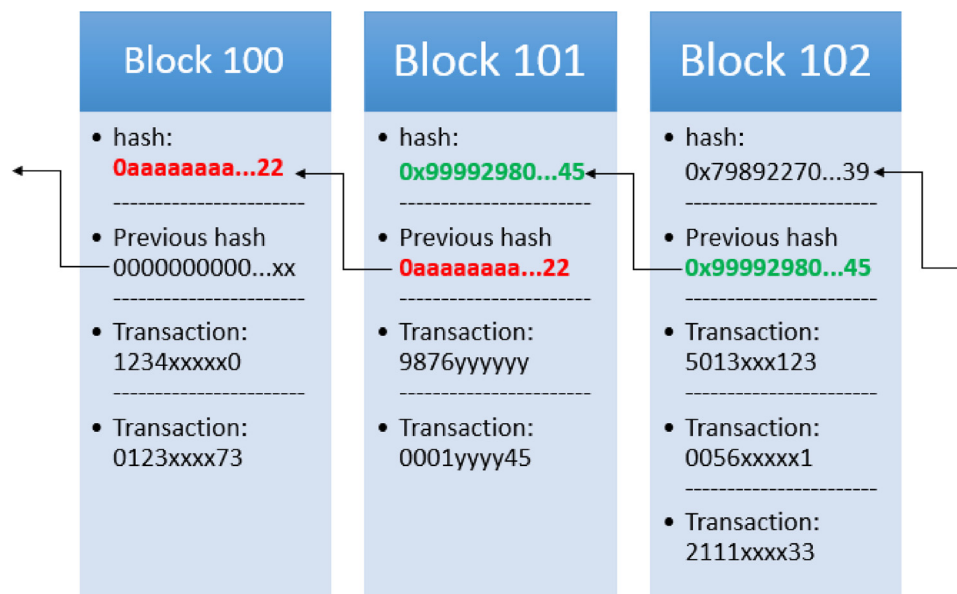 Block 100
• hash:
0aaaaaaaa...22
------------------------
• Previous hash
0000000000...xx
------------------------
• Transaction:
1234xxxxx0
------------------------
• Transaction:
0123xxxx73
Block 101
• hash:
0x99992980...45
------------------------
• Previous hash
0aaaaaaaa...22
------------------------
• Transaction:
9876yyyyyy
------------------------
• Transaction:
0001yyyy45
Block 102
• hash:
0x79892270...39
------------------------
• Previous hash
0x99992980...45
------------------------
• Transaction:
5013xxx123
------------------------
• Transaction:
0056xxxxx1
------------------------
• Transaction:
2111xxxx33